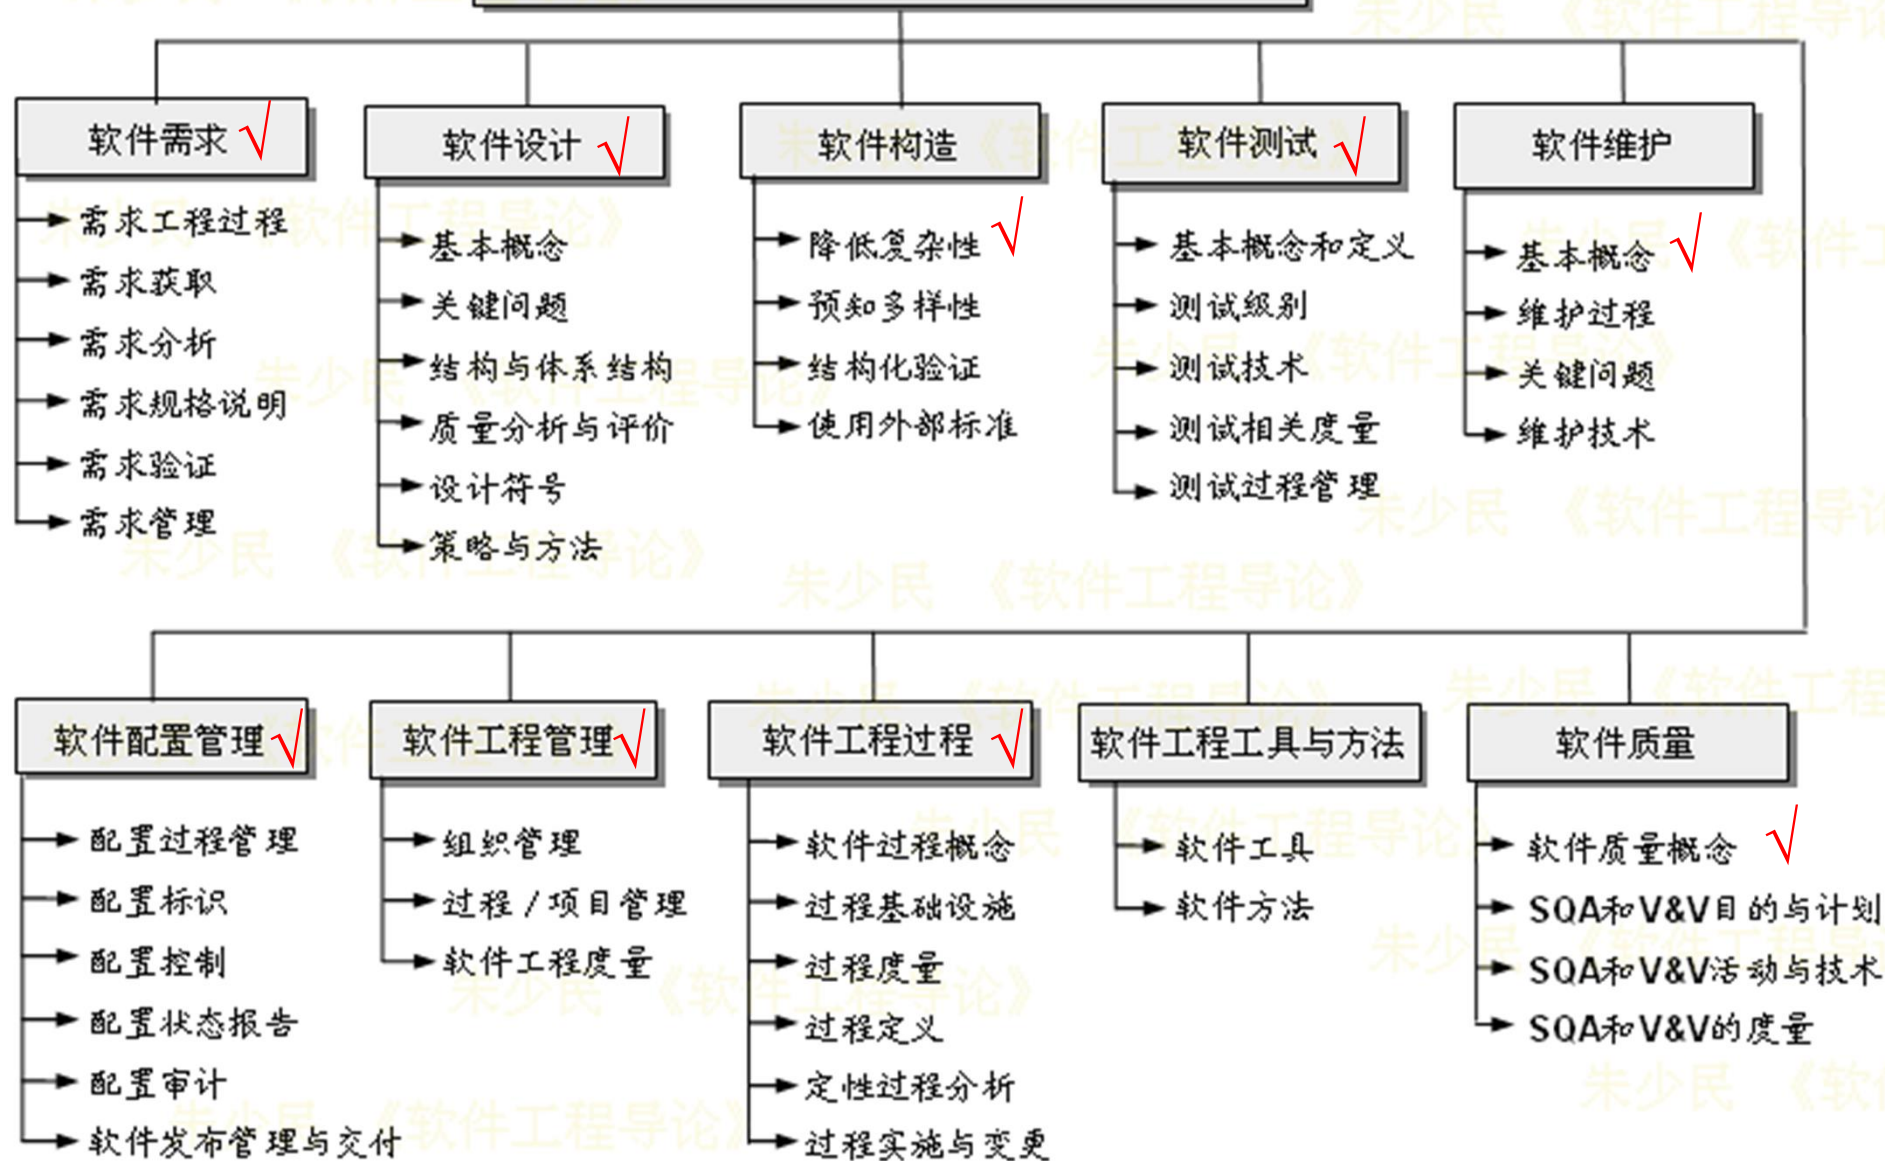 软件需求√
需求工程过程
需求获取
需求分析
需求规格说明
需求验证
需求管理
软件设计√
基本概念
关键问题
结构与体系结构
质量分析与评价
设计符号
策略与方法
软件构造
降低复杂性√
预知多样性
结构化验证
使用外部标准
软件测试√
基本概念和定义
测试级别
测试技术
测试相关度量
测试过程管理
软件维护
基本概念√
维护过程
关键问题
维护技术
软件配置管理√
配置过程管理
配置标识
配置控制
配置状态报告
配置审计
软件发布管理与交付
软件工程管理√
组织管理
过程/项目管理
软件工程度量
软件工程过程√
软件过程概念
过程基础设施
过程度量
过程定义
定性过程分析
过程实施与变更
软件工程工具与方法
软件工具
软件方法
软件质量
软件质量概念√
SQA和V&V目的与计划
SQA和V&V活动与技术
SQA和V&V的度量
朱少民 《软件工程导论》